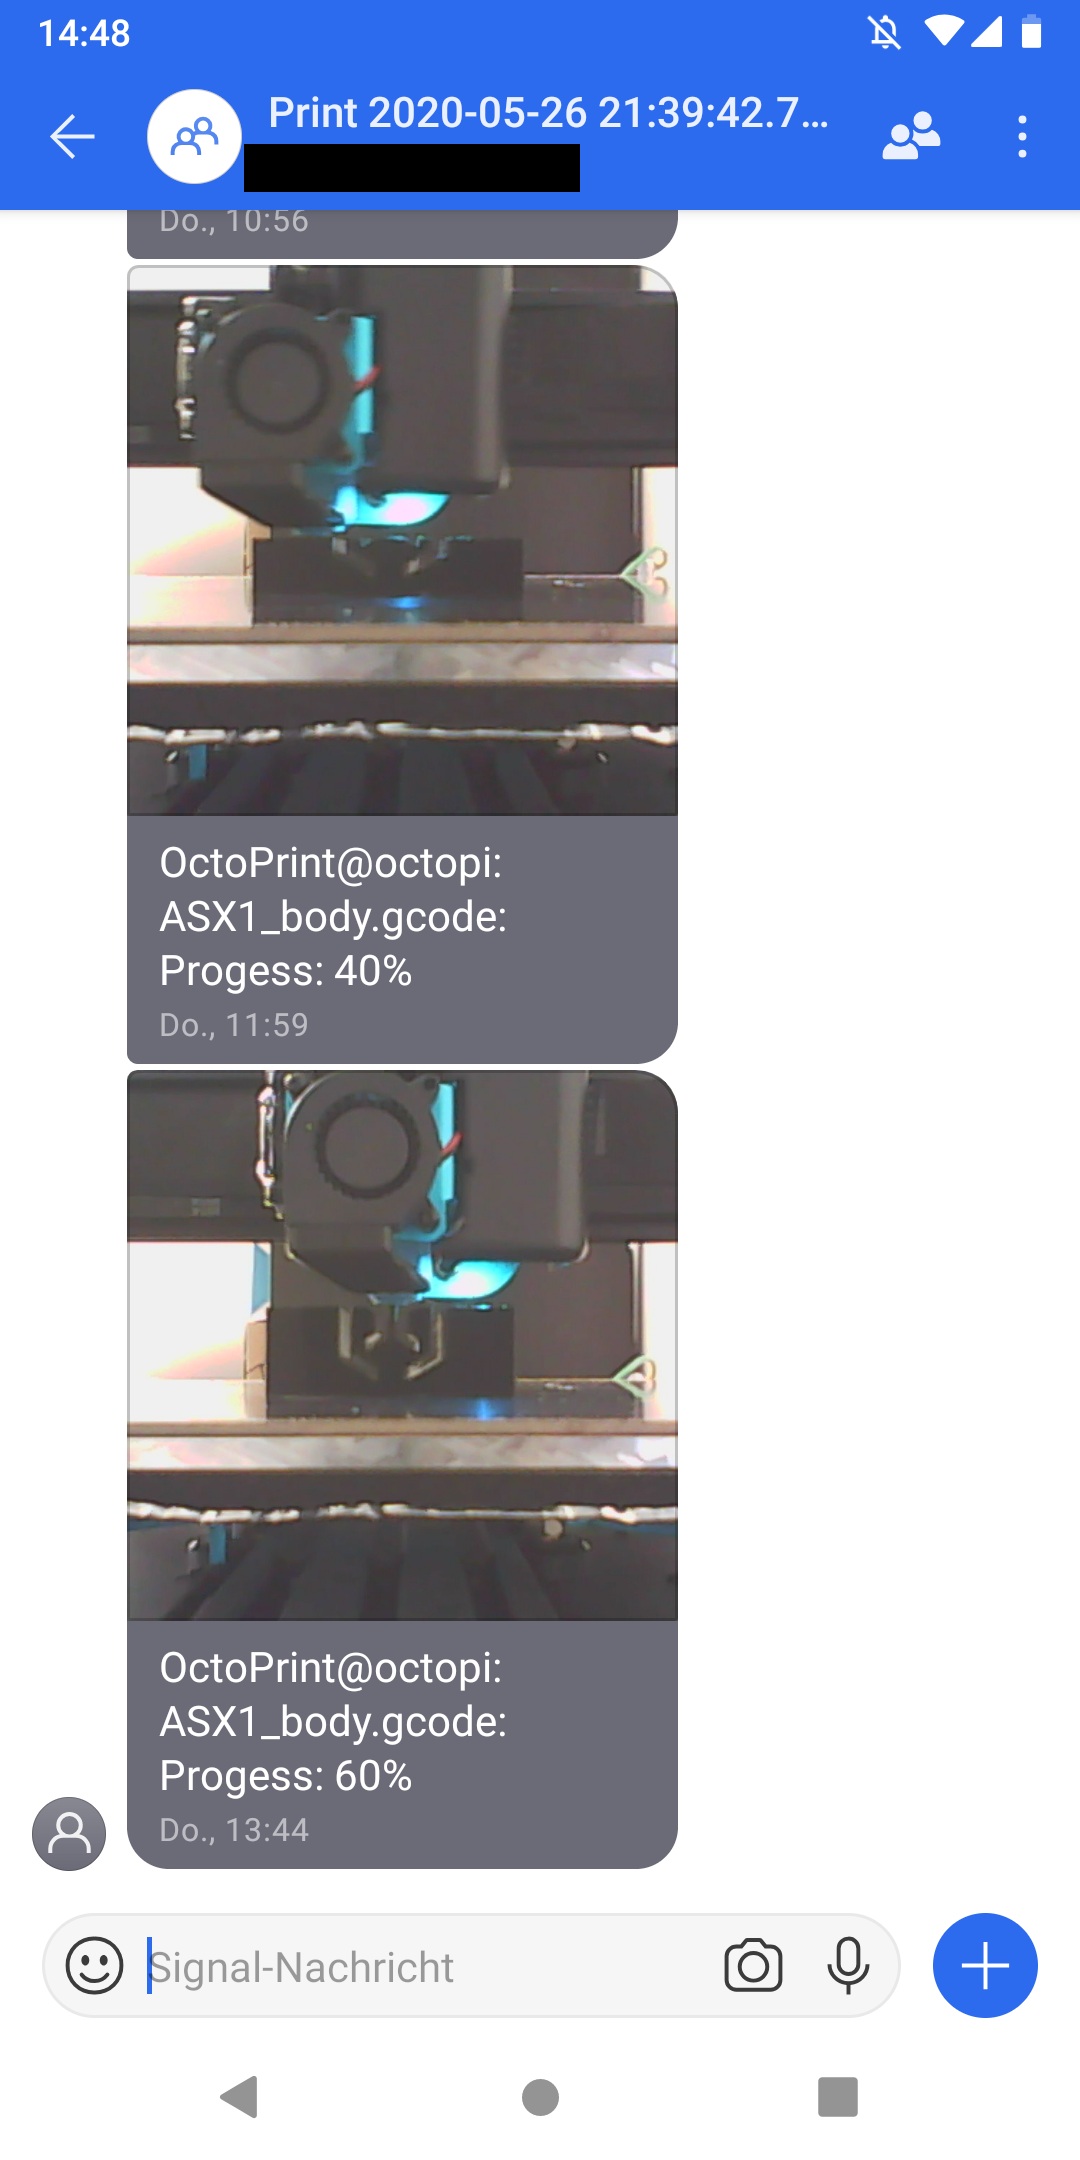 14:48
Print 2020-05-26 21:39:42.7...
Do., 10:56
OctoPrint@octopi:
ASX1_body.gcode:
Progess: 40%
Do., 11:59
OctoPrint@octopi:
ASX1_body.gcode:
Progess: 60%
Do., 13:44
Signal-Nachricht